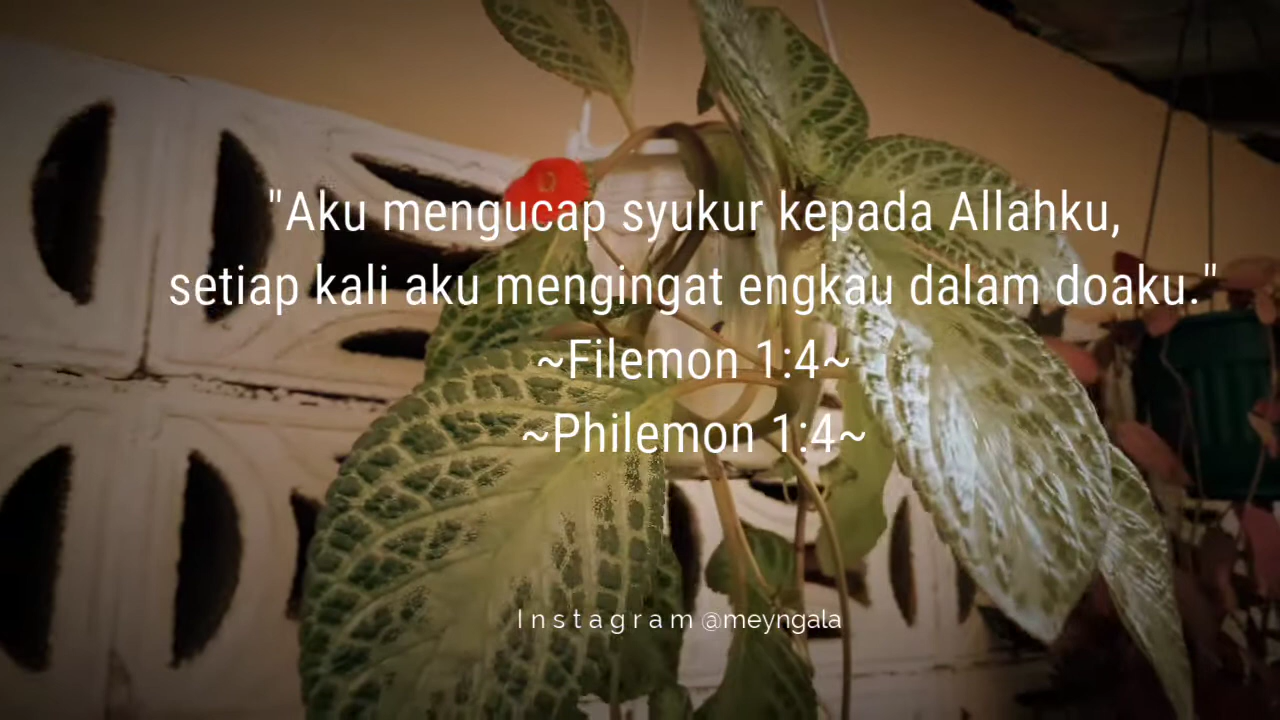 "Aku mengucap syukur kepada Allahku,
setiap kali aku mengingat engkau dalam doaku."
~Filemon 1:4~
~Philemon 1:4~
Instagram @meyngala